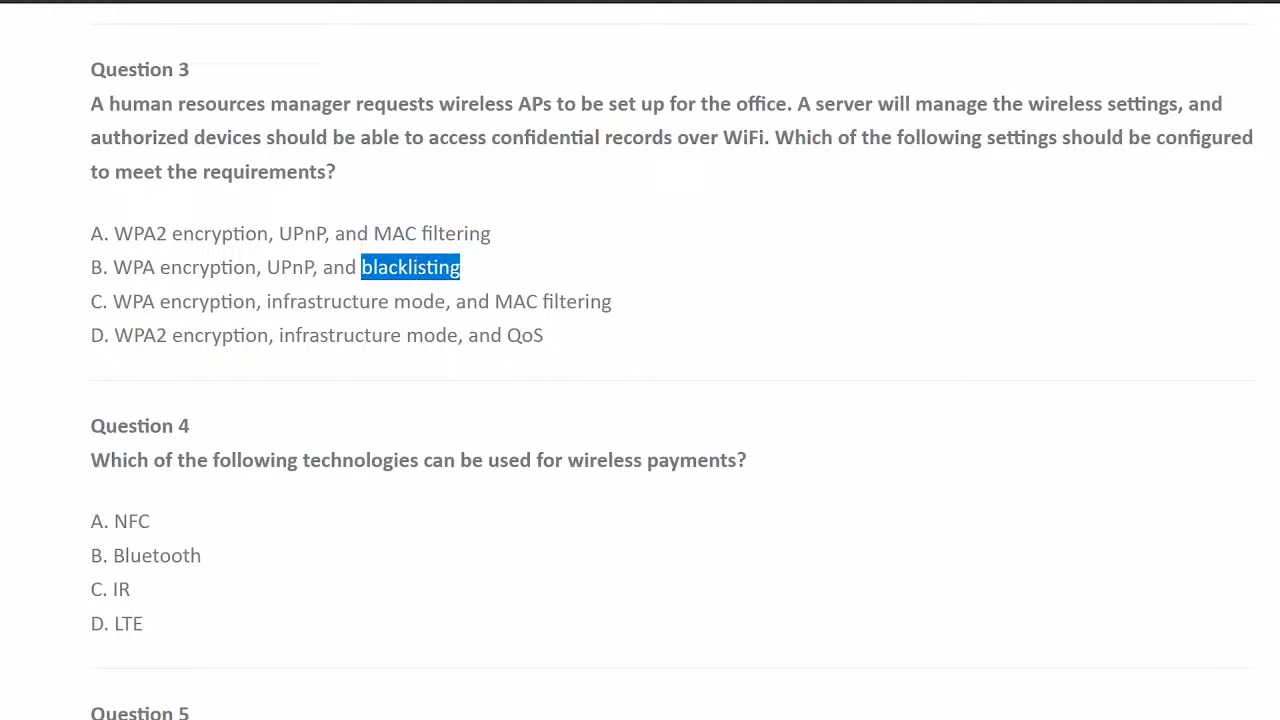 Question 3
A human resources manager requests wireless APs to be set up for the office. A server will manage the wireless settings, and
authorized devices should be able to access confidential records over WiFi. Which of the following settings should be configured
to meet the requirements?
A. WPA2 encryption, UPnP, and MAC filtering
B. WPA encryption, UPnP, and blacklisting
C. WPA encryption, infrastructure mode, and MAC filtering
D. WPA2 encryption, infrastructure mode, and QoS
Question 4
Which of the following technologies can be used for wireless payments?
A. NFC
B. Bluetooth
C. IR
D. LTE
Question 5